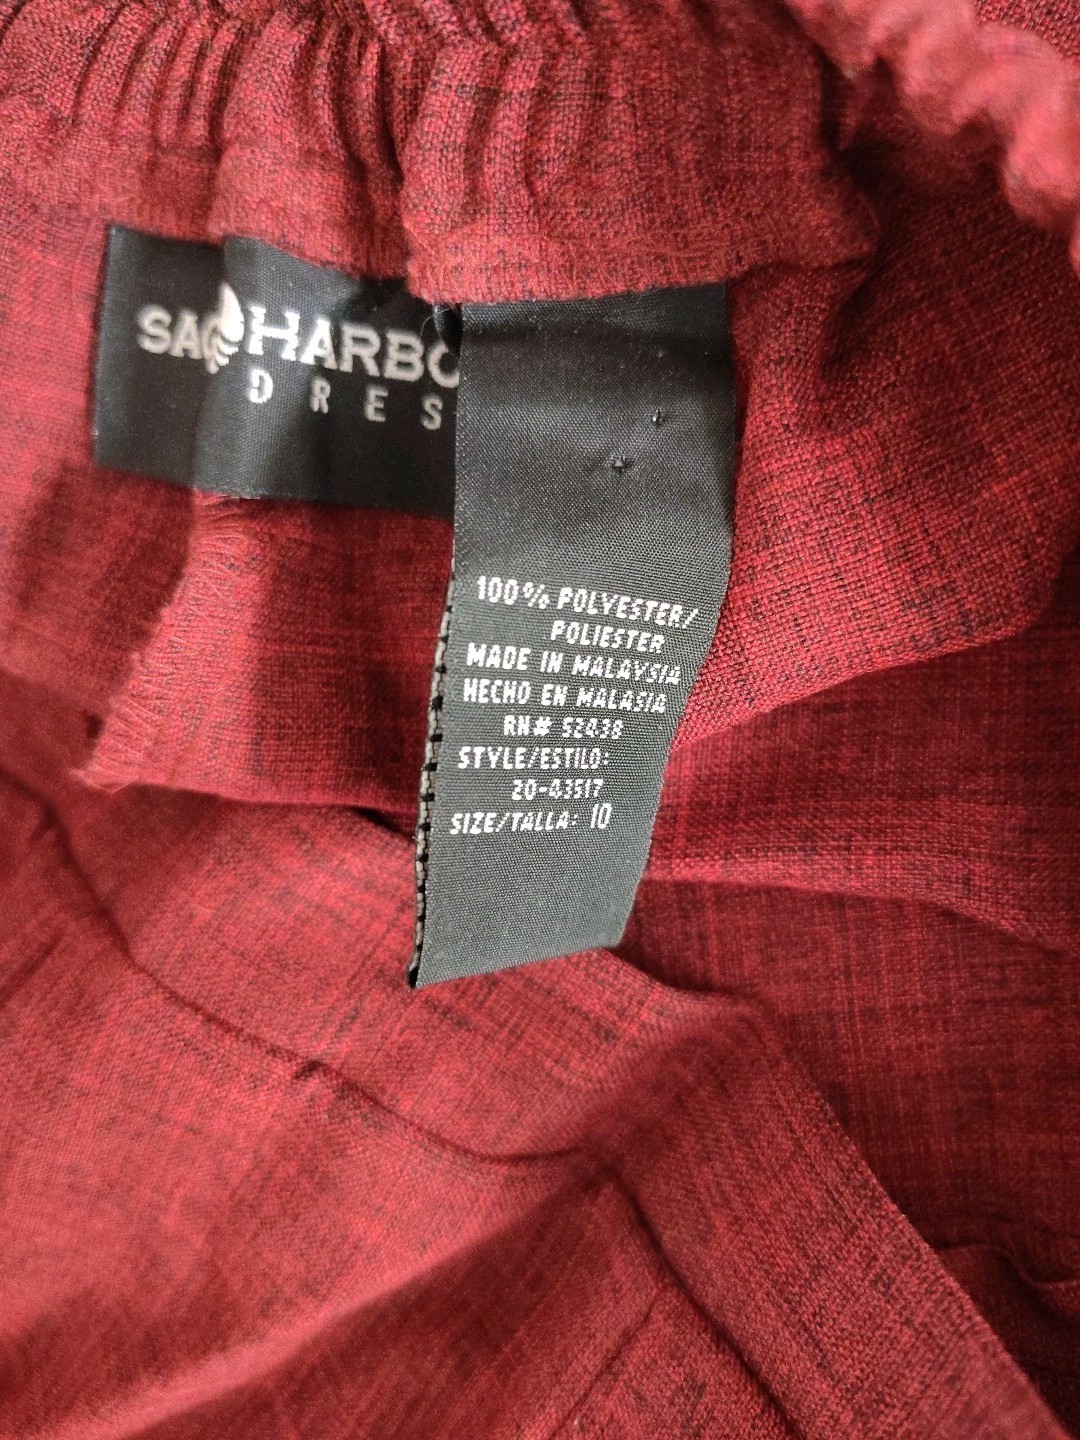 SAG HARBO
DRES
100% POLYESTER/
POLIESTER
MADE IN MALAYSIA
HECHO EN MALASIA
RN# 52438
STYLE/ESTILO:
20-43517
SIZE/TALLA: 10